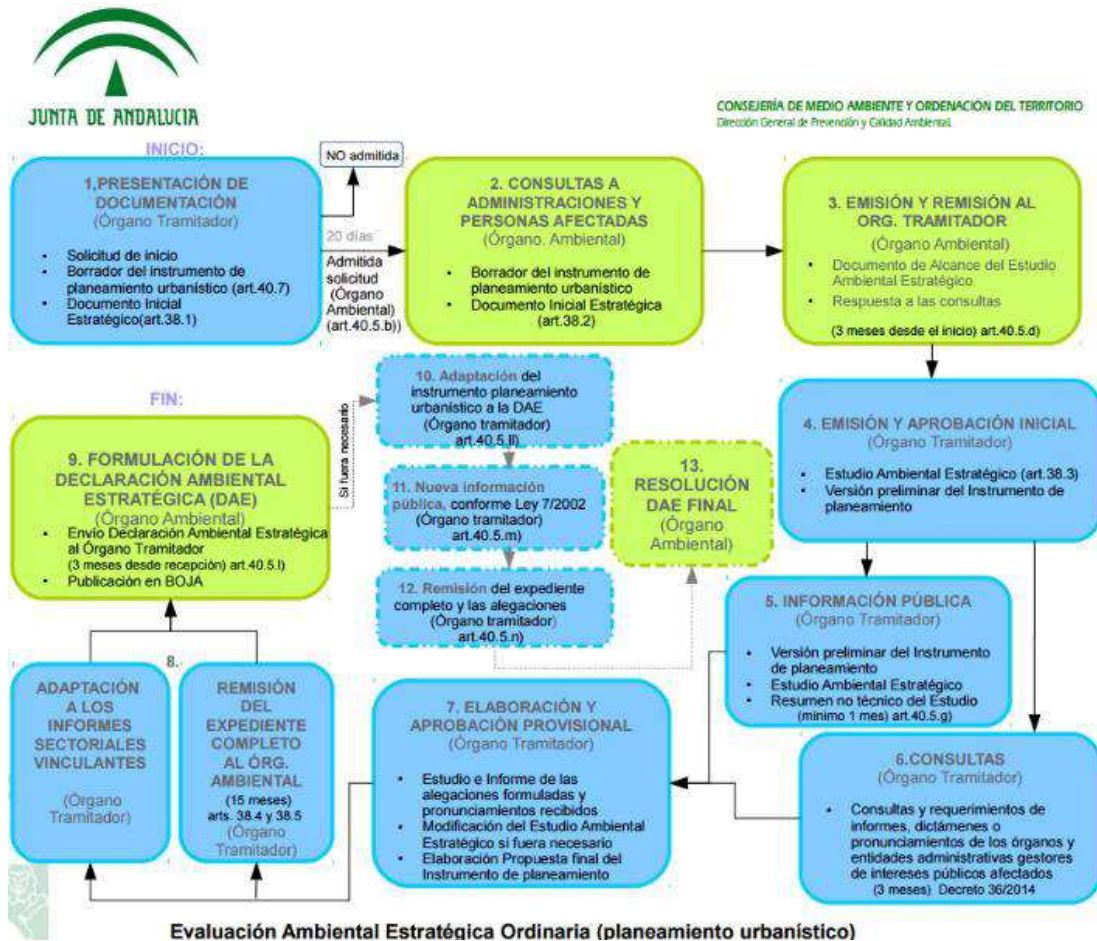 JUNTA DE ANDALUCIA
CONSEJERÍA DE MEDIO AMBIENTE Y ORDENACIÓN DEL TERRITORIO
Dirección General de Prevención y Calidad Ambiental
INICIO:
1,PRESENTACIÓN DE
DOCUMENTACIÓN
(Órgano Tramitador)
• Solicitud de inicio
• Borrador del instrumento de
planeamiento urbanístico (art.40.7)
• Documento Inicial
Estratégico(art.38.1)
NO admitida
20 días
Admitida
solicitud
(Órgano
Ambiental)
(art.40.5.b))
2. CONSULTAS A
ADMINISTRACIONES Y
PERSONAS AFECTADAS
(Órgano. Ambiental)
• Borrador del instrumento de
planeamiento urbanístico
• Documento Inicial Estratégica
(art.38.2)
3. EMISIÓN Y REMISIÓN AL
ORG. TRAMITADOR
(Órgano Ambiental)
• Documento de Alcance del Estudio
Ambiental Estratégico
• Respuesta a las consultas
(3 meses desde el inicio) art.40.5.d)
4. EMISIÓN Y APROBACIÓN INICIAL
(Órgano Tramitador)
• Estudio Ambiental Estratégico (art.38.3)
• Versión preliminar del Instrumento de
planeamiento
5. INFORMACIÓN PÚBLICA
(Órgano Tramitador)
• Versión preliminar del Instrumento
de planeamiento
• Estudio Ambiental Estratégico
• Resumen no técnico del Estudio
(mínimo 1 mes) art.40.5.g)
6.CONSULTAS
(Órgano Tramitador)
• Consultas y requerimientos de
informes, dictámenes o
pronunciamientos de los órganos y
entidades administrativas gestores
de intereses públicos afectados
(3 meses) Decreto 36/2014
7. ELABORACIÓN Y
APROBACIÓN PROVISIONAL
(Órgano Tramitador)
• Estudio e Informe de las
alegaciones formuladas y
pronunciamientos recibidos
• Modificación del Estudio Ambiental
Estratégico si fuera necesario
• Elaboración Propuesta final del
Instrumento de planeamiento
8.
ADAPTACIÓN
A LOS
INFORMES
SECTORIALES
VINCULANTES
(Órgano
Tramitador)
REMISIÓN
DEL
EXPEDIENTE
COMPLETO
AL ÓRG.
AMBIENTAL
(15 meses)
arts. 38.4 y 38.5
(Órgano
Tramitador)
FIN:
9. FORMULACIÓN DE LA
DECLARACIÓN AMBIENTAL
ESTRATÉGICA (DAE)
(Órgano Ambiental)
• Envío Declaración Ambiental Estratégica
al Órgano Tramitador
(3 meses desde recepción) art.40.5.l)
• Publicación en BOJA
Si fuera necesario
10. Adaptación del
instrumento planeamiento
urbanístico a la DAE
(Órgano tramitador)
art.40.5.ll)
11. Nueva información
pública, conforme Ley 7/2002
(Órgano tramitador)
art.40.5.m)
12. Remisión del expediente
completo y las alegaciones
(Órgano tramitador)
art.40.5.n)
13.
RESOLUCIÓN
DAE FINAL
(Órgano
Ambiental)
Evaluación Ambiental Estratégica Ordinaria (planeamiento urbanístico)